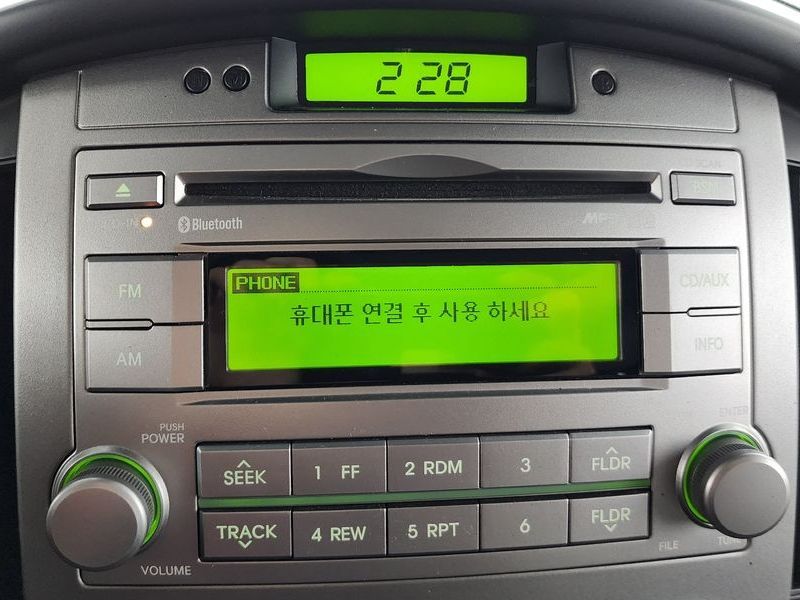 2 28
SCAN
Bluetooth
MP3
PHONE
휴대폰 연결 후 사용 하세요
FM
CD/AUX
AM
INFO
PUSH
POWER
ENTER
SEEK
1 FF
2 RDM
3
FLDR
TRACK
4 REW
5 RPT
6
FLDR
VOLUME
FILE
TUNE